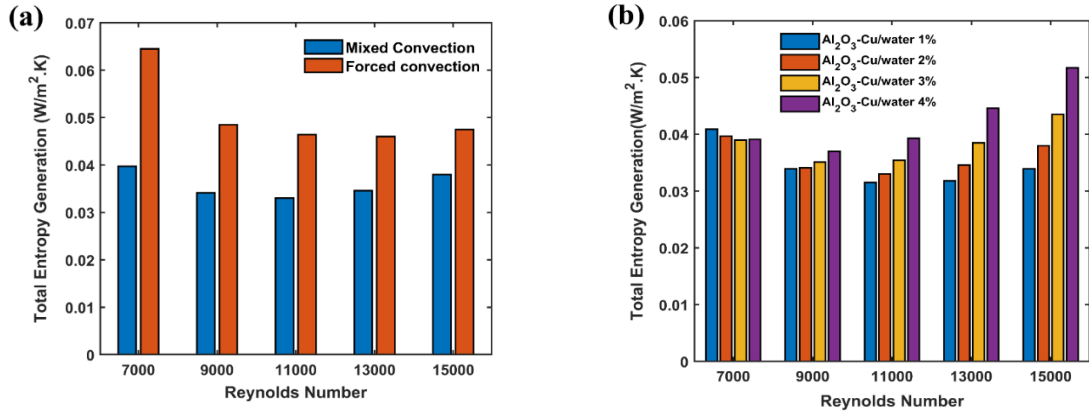 (a)
0.07
0.06
0.05
0.04
0.03
0.02
0.01
0
Total Entropy Generation (W/m².K)
Mixed Convection
Forced convection
7000 9000 11000 13000 15000
Reynolds Number
(b)
0.06
0.05
0.04
0.03
0.02
0.01
0
Total Entropy Generation(W/m².K)
Al₂O₃-Cu/water 1%
Al₂O₃-Cu/water 2%
Al₂O₃-Cu/water 3%
Al₂O₃-Cu/water 4%
7000 9000 11000 13000 15000
Reynolds Number